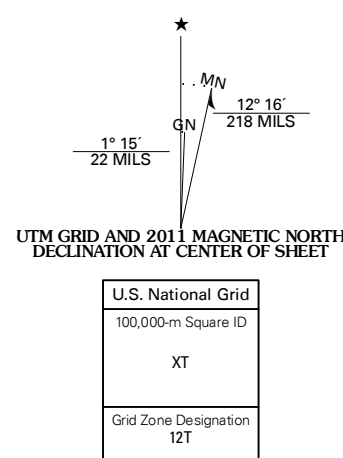 ★
MN
GN
12° 16´
218 MILS
1° 15´
22 MILS
UTM GRID AND 2011 MAGNETIC NORTH
DECLINATION AT CENTER OF SHEET
U.S. National Grid
100,000-m Square ID
XT
Grid Zone Designation
12T